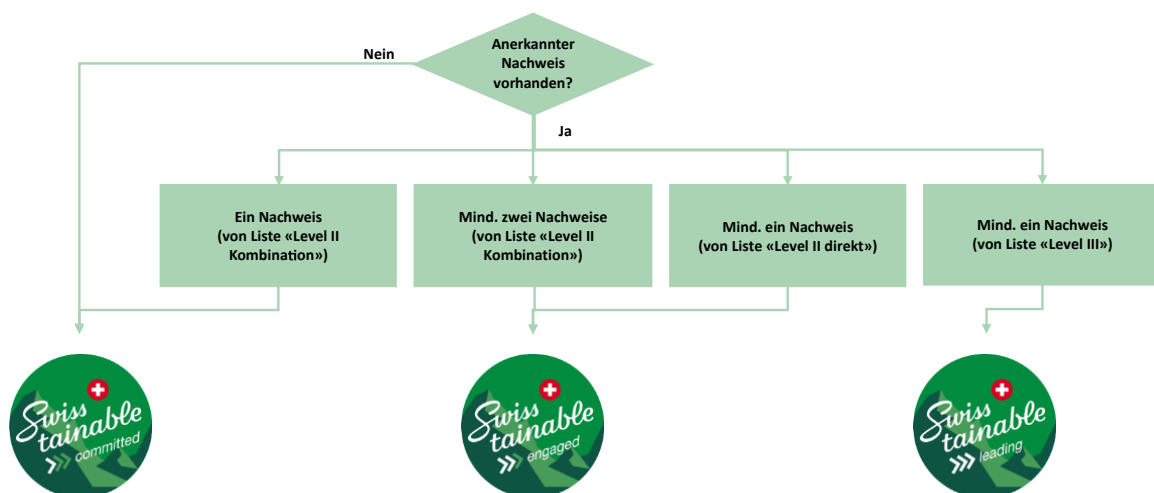 Anerkannter
Nachweis
vorhanden?
Nein
Ja
Ein Nachweis
(von Liste «Level II
Kombination»)
Mind. zwei Nachweise
(von Liste «Level II
Kombination»)
Mind. ein Nachweis
(von Liste «Level II direkt»)
Mind. ein Nachweis
(von Liste «Level III»)
Swiss
tainable
committed
Swiss
tainable
engaged
Swiss
tainable
leading